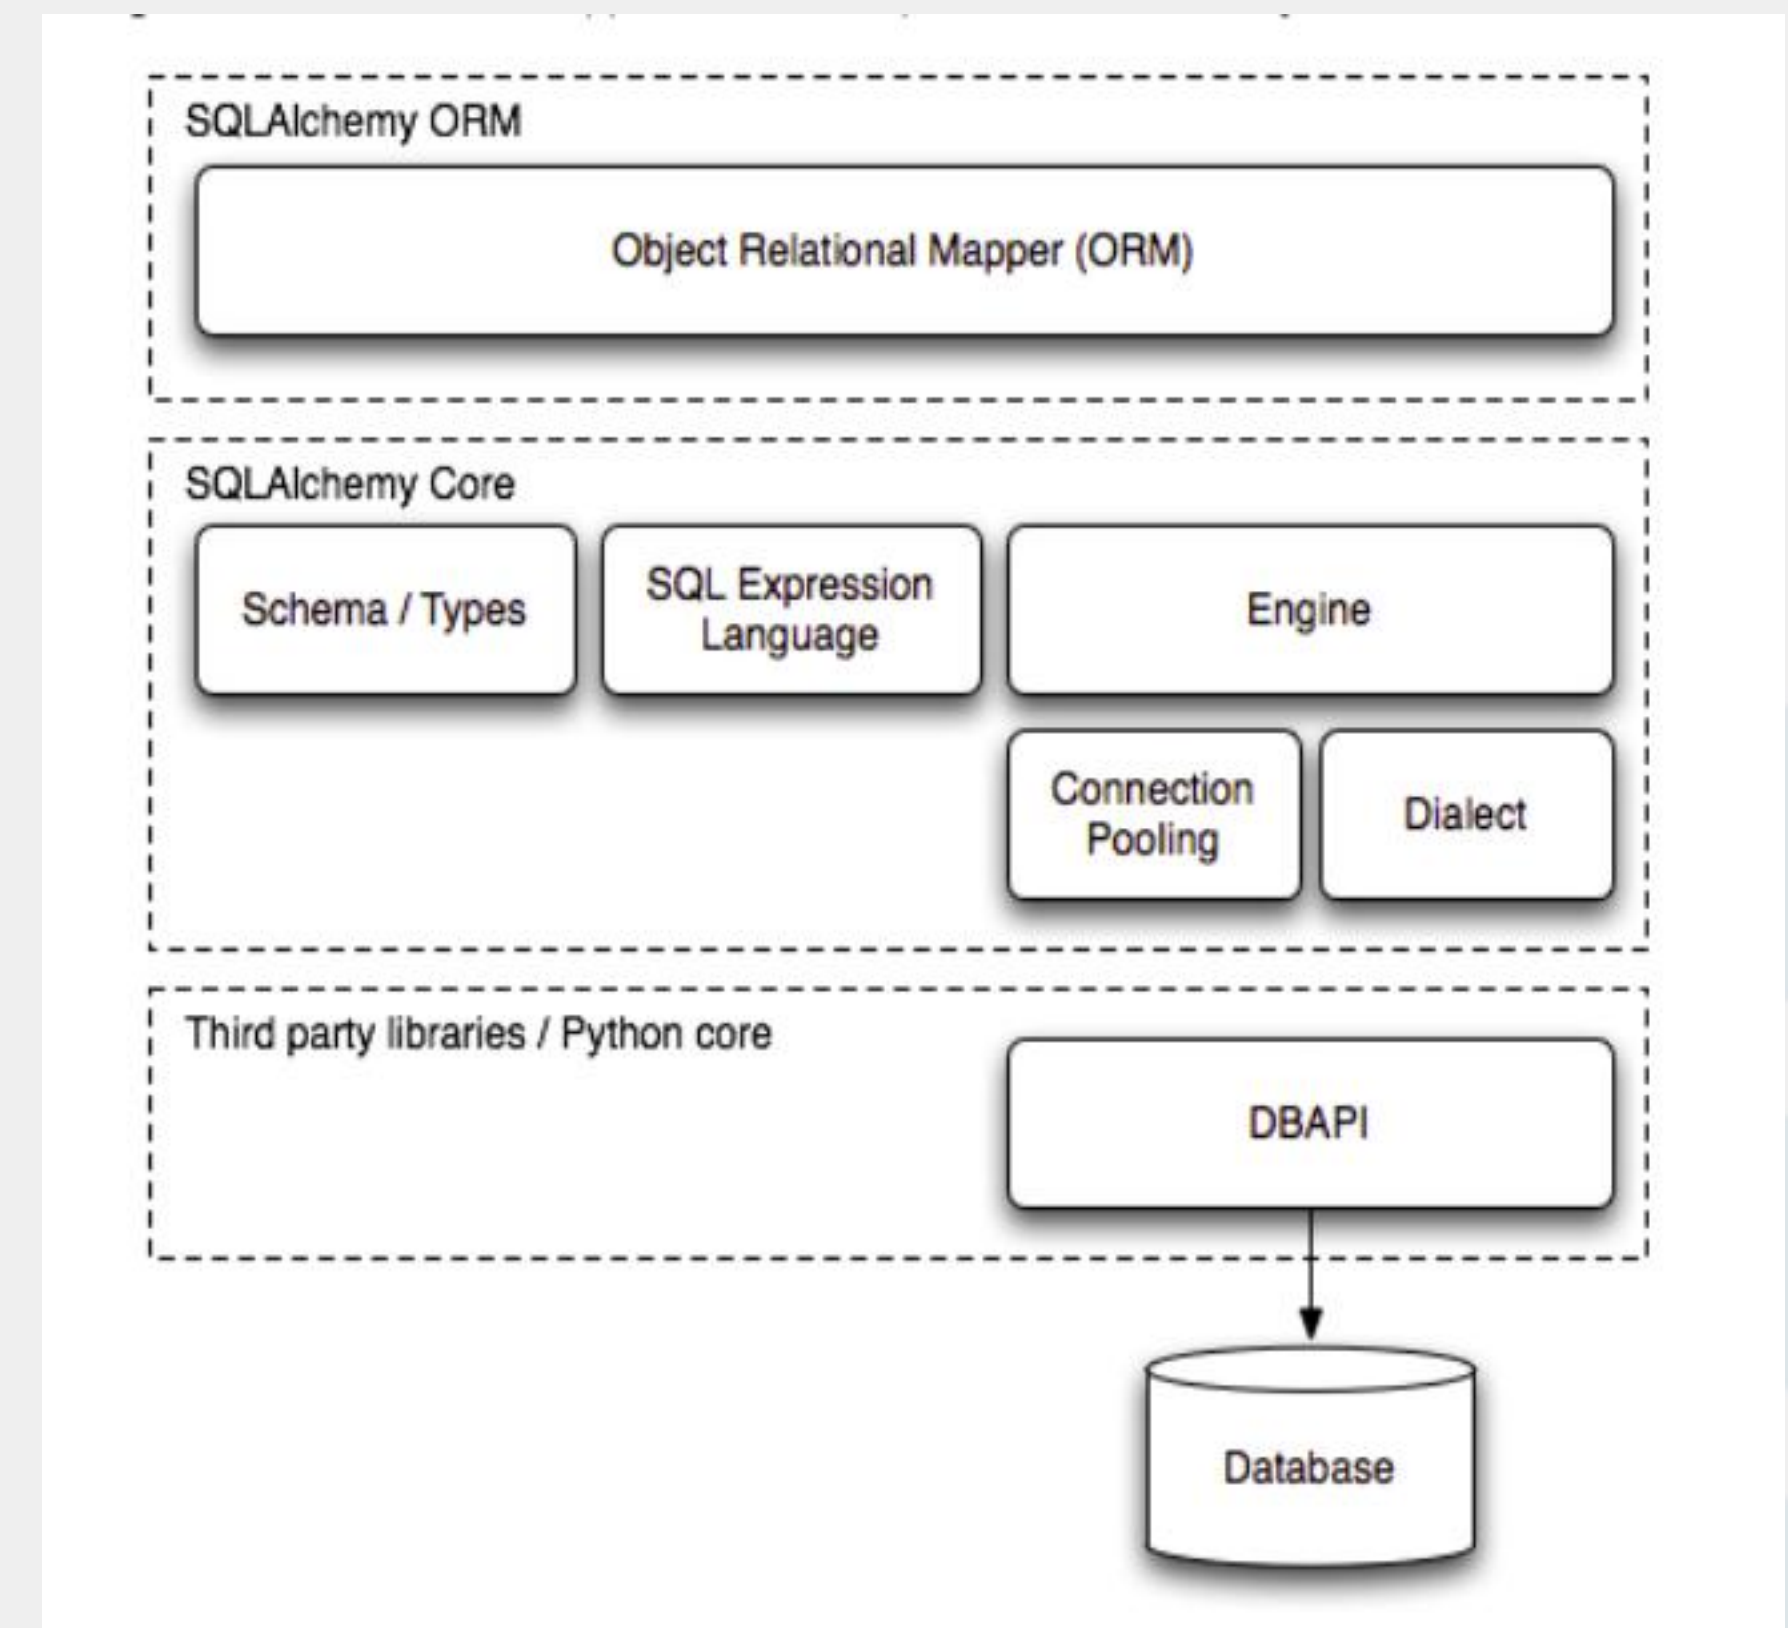 SQLAlchemy ORM
Object Relational Mapper (ORM)
SQLAlchemy Core
Schema / Types
SQL Expression
Language
Engine
Connection
Pooling
Dialect
Third party libraries / Python core
DBAPI
Database